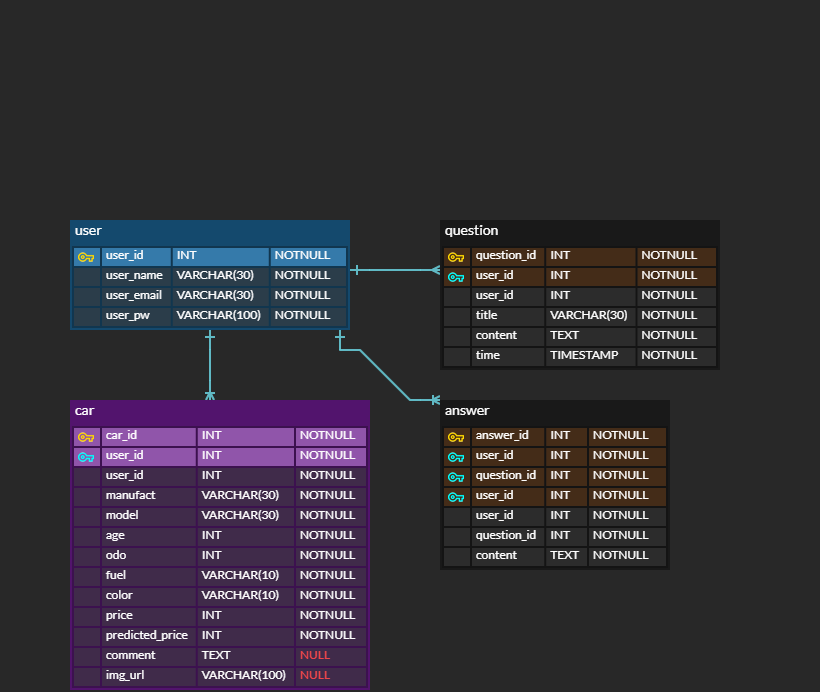 user
user_id INT NOTNULL
user_name VARCHAR(30) NOTNULL
user_email VARCHAR(30) NOTNULL
user_pw VARCHAR(100) NOTNULL
question
question_id INT NOTNULL
user_id INT NOTNULL
user_id INT NOTNULL
title VARCHAR(30) NOTNULL
content TEXT NOTNULL
time TIMESTAMP NOTNULL
car
car_id INT NOTNULL
user_id INT NOTNULL
user_id INT NOTNULL
manufact VARCHAR(30) NOTNULL
model VARCHAR(30) NOTNULL
age INT NOTNULL
odo INT NOTNULL
fuel VARCHAR(10) NOTNULL
color VARCHAR(10) NOTNULL
price INT NOTNULL
predicted_price INT NOTNULL
comment TEXT NULL
img_url VARCHAR(100) NULL
answer
answer_id INT NOTNULL
user_id INT NOTNULL
question_id INT NOTNULL
user_id INT NOTNULL
user_id INT NOTNULL
question_id INT NOTNULL
content TEXT NOTNULL